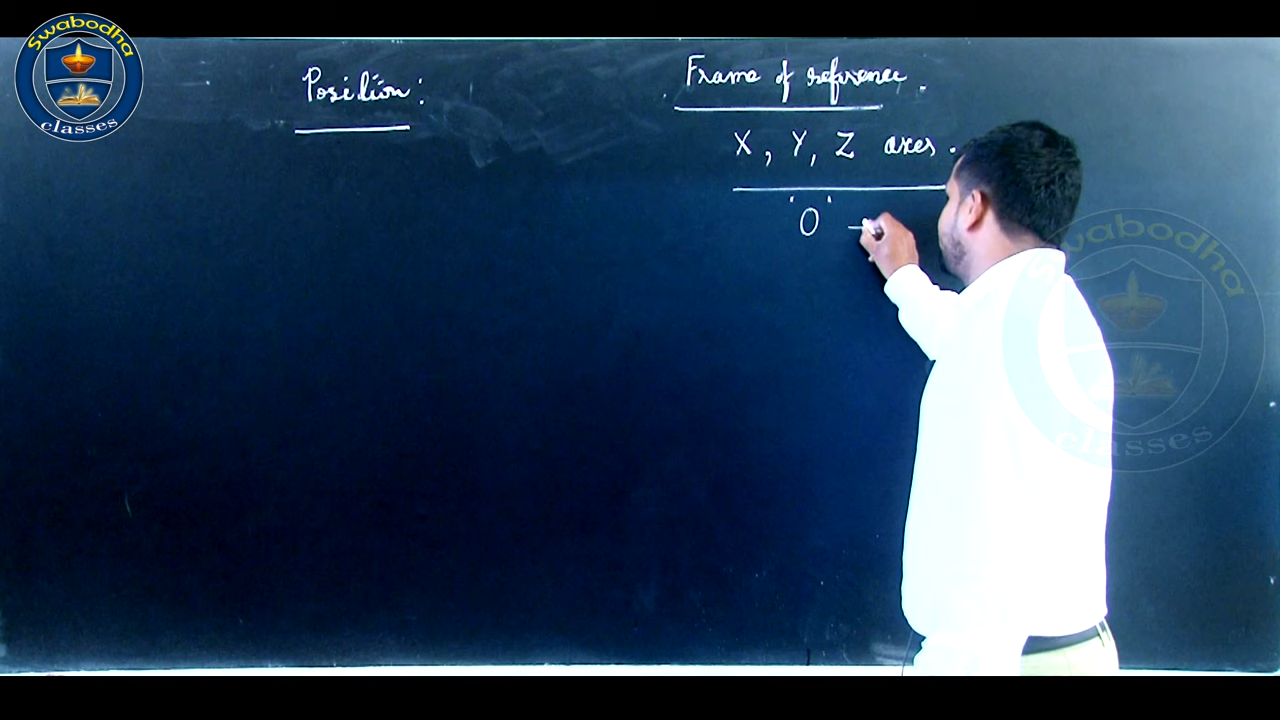 Swabodha
classes
Position:
Frame of reference.
X, Y, Z axes.
'O' -
Swabodha
classes